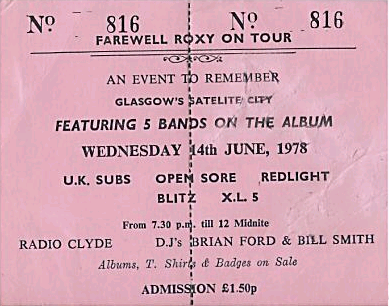 No 816 No 816
FAREWELL ROXY ON TOUR
AN EVENT TO REMEMBER
GLASGOW'S SATELITE CITY
FEATURING 5 BANDS ON THE ALBUM
WEDNESDAY 14th JUNE, 1978
U.K. SUBS OPEN SORE REDLIGHT
BLITZ X.L. 5
From 7.30 p.m. till 12 Midnite
RADIO CLYDE D.J's BRIAN FORD & BILL SMITH
Albums, T. Shirts & Badges on Sale
ADMISSION £1.50p